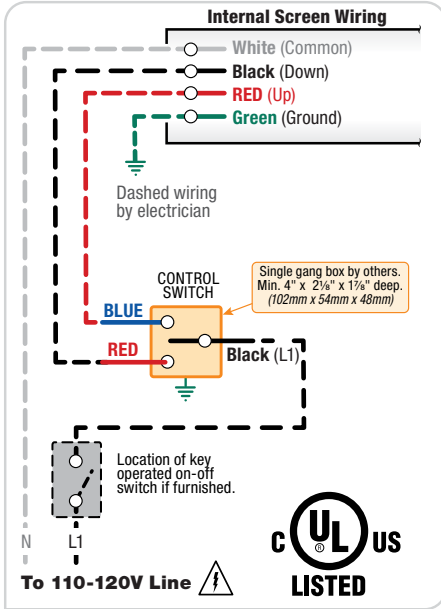 Internal Screen Wiring
White (Common)
Black (Down)
RED (Up)
Green (Ground)
Dashed wiring
by electrician
Single gang box by others.
Min. 4" x 2⅛" x 1⅞" deep.
(102mm x 54mm x 48mm)
CONTROL
SWITCH
BLUE
RED
Black (L1)
Location of key
operated on-off
switch if furnished.
N
L1
To 110-120V Line
C UL US
®
LISTED